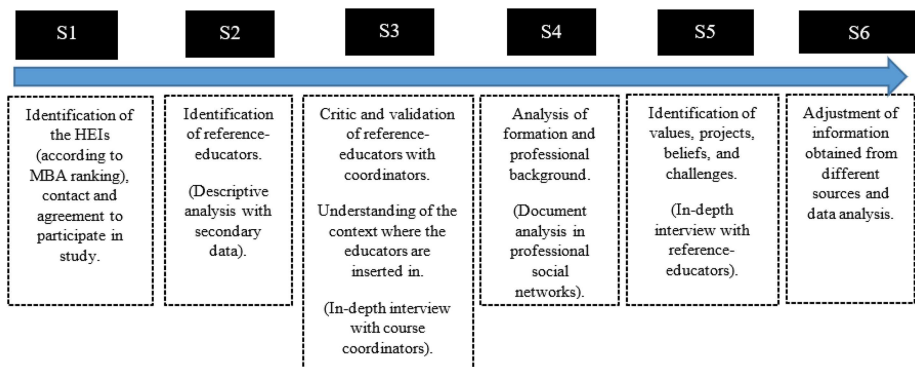 S1
S2
S3
S4
S5
S6
Identification of
the HEIs
(according to
MBA ranking),
contact and
agreement to
participate in
study.
Identification
of reference-
educators.
(Descriptive
analysis with
secondary
data).
Critic and validation
of reference-
educators with
coordinators.
Understanding of the
context where the
educators are
inserted in.
(In-depth interview
with course
coordinators).
Analysis of
formation and
professional
background.
(Document
analysis in
professional
social
networks).
Identification of
values, projects,
beliefs, and
challenges.
(In-depth
interview with
reference-
educators).
Adjustment of
information
obtained from
different
sources and
data analysis.